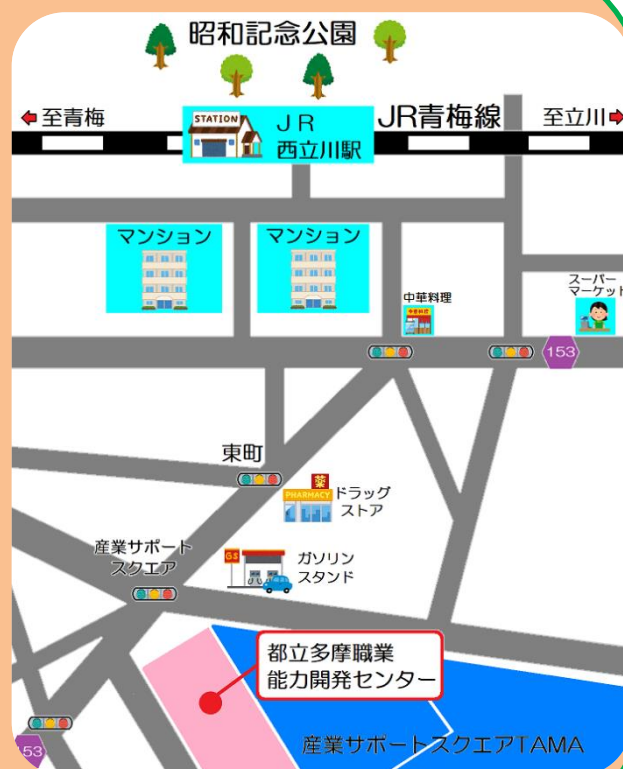 昭和記念公園
至青梅
STATION
JR
西立川駅
JR青梅線
至立川
マンション
マンション
中華料理
中華料理
スーパー
マーケット
153
東町
薬
PHARMACY
ドラッグ
ストア
産業サポート
スクエア
GS
ガソリン
スタンド
都立多摩職業
能力開発センター
産業サポートスクエアTAMA
153